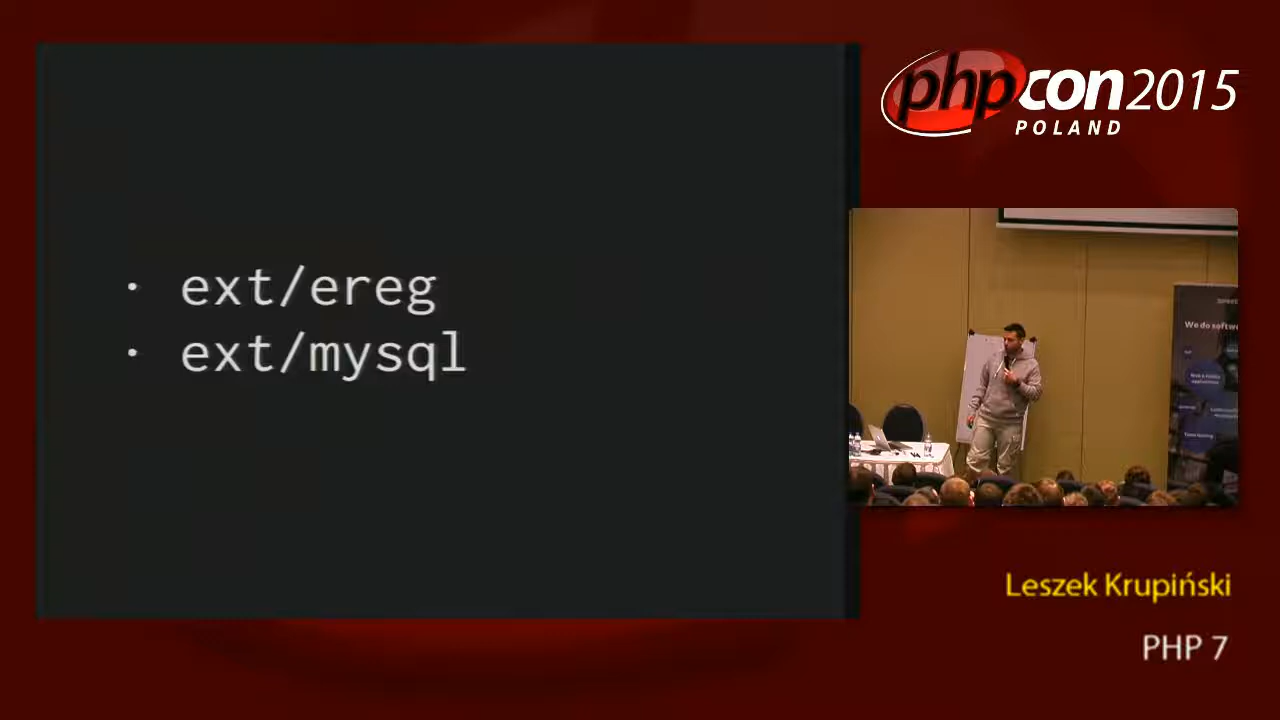 · ext/ereg
· ext/mysql
phpcon2015
POLAND
We do softw
Leszek Krupiński
PHP 7